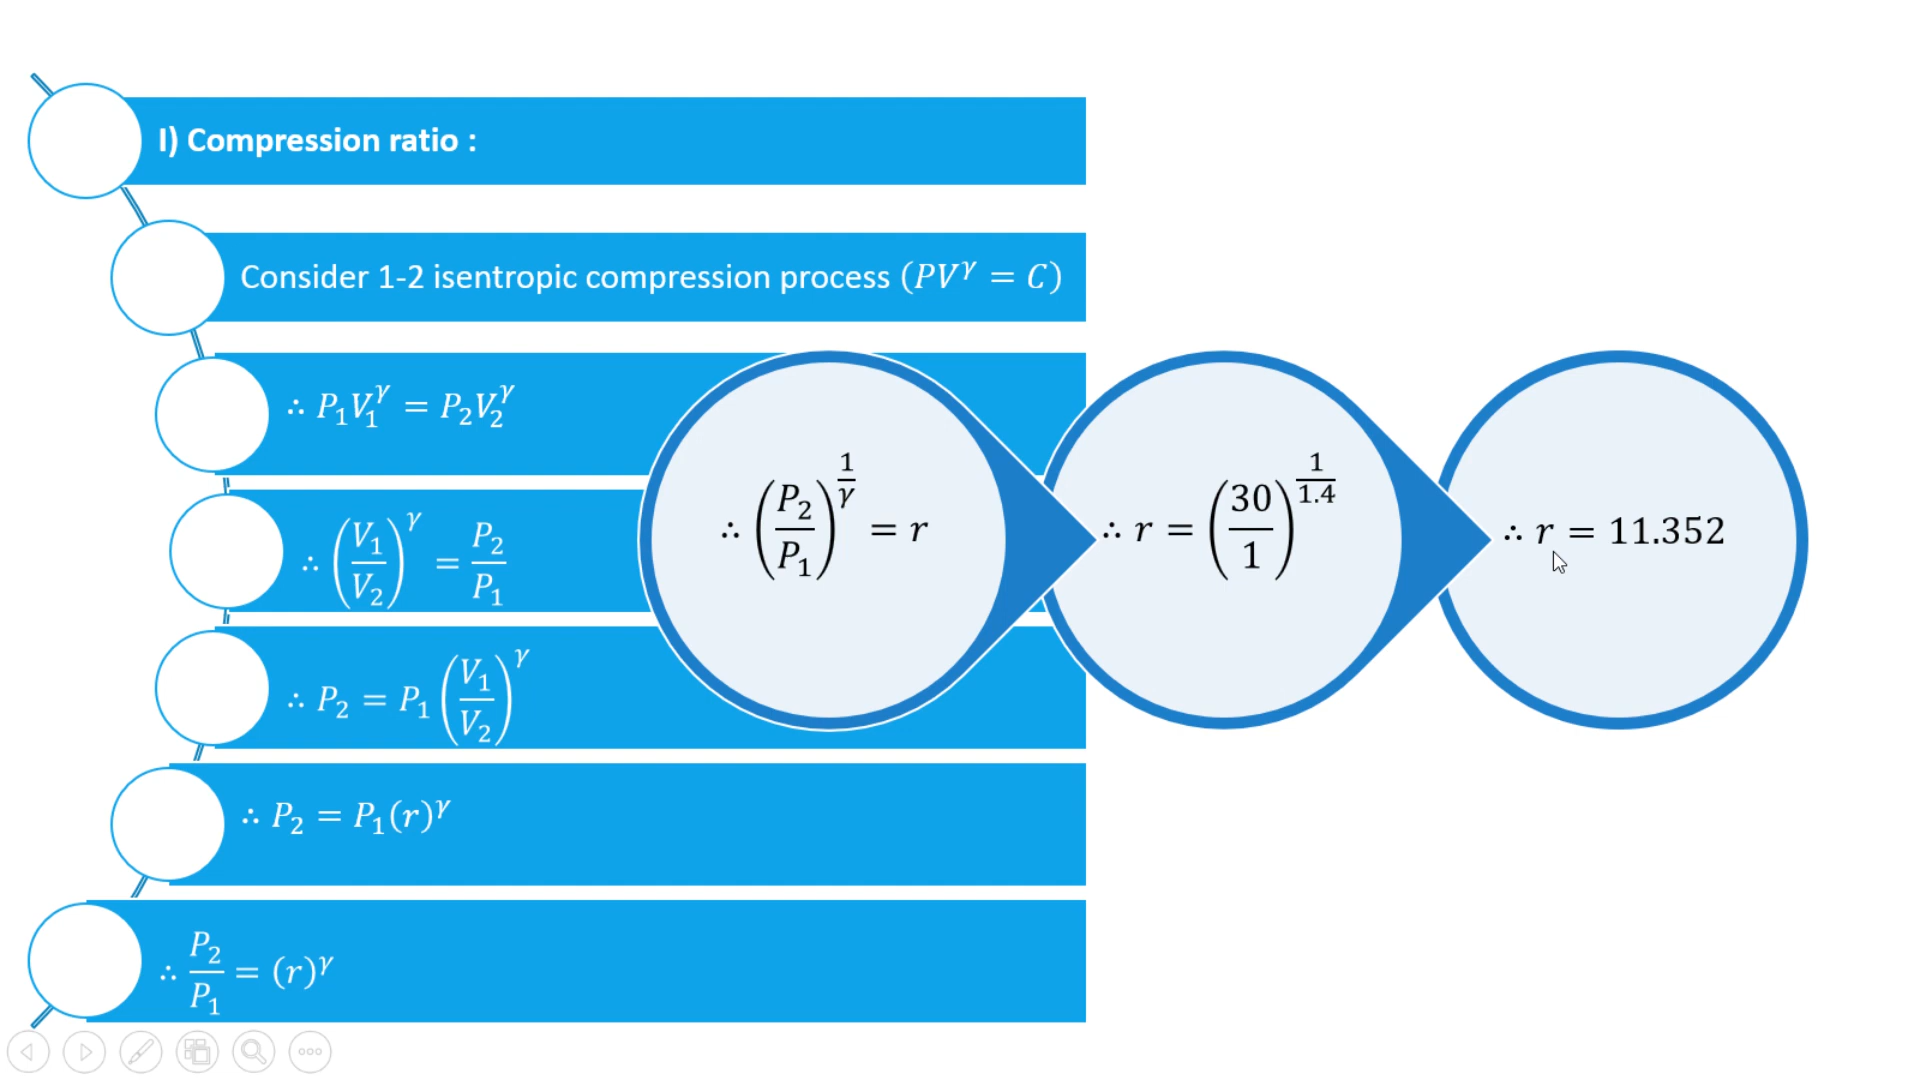 I) Compression ratio :
Consider 1-2 isentropic compression process (PV^γ = C)
∴ P₁V₁^γ = P₂V₂^γ
∴ (V₁/V₂)^γ = P₂/P₁
∴ P₂ = P₁(V₁/V₂)^γ
∴ P₂ = P₁(r)^γ
∴ P₂/P₁ = (r)^γ
∴ (P₂/P₁)^(1/γ) = r
∴ r = (30/1)^(1/1.4)
∴ r = 11.352